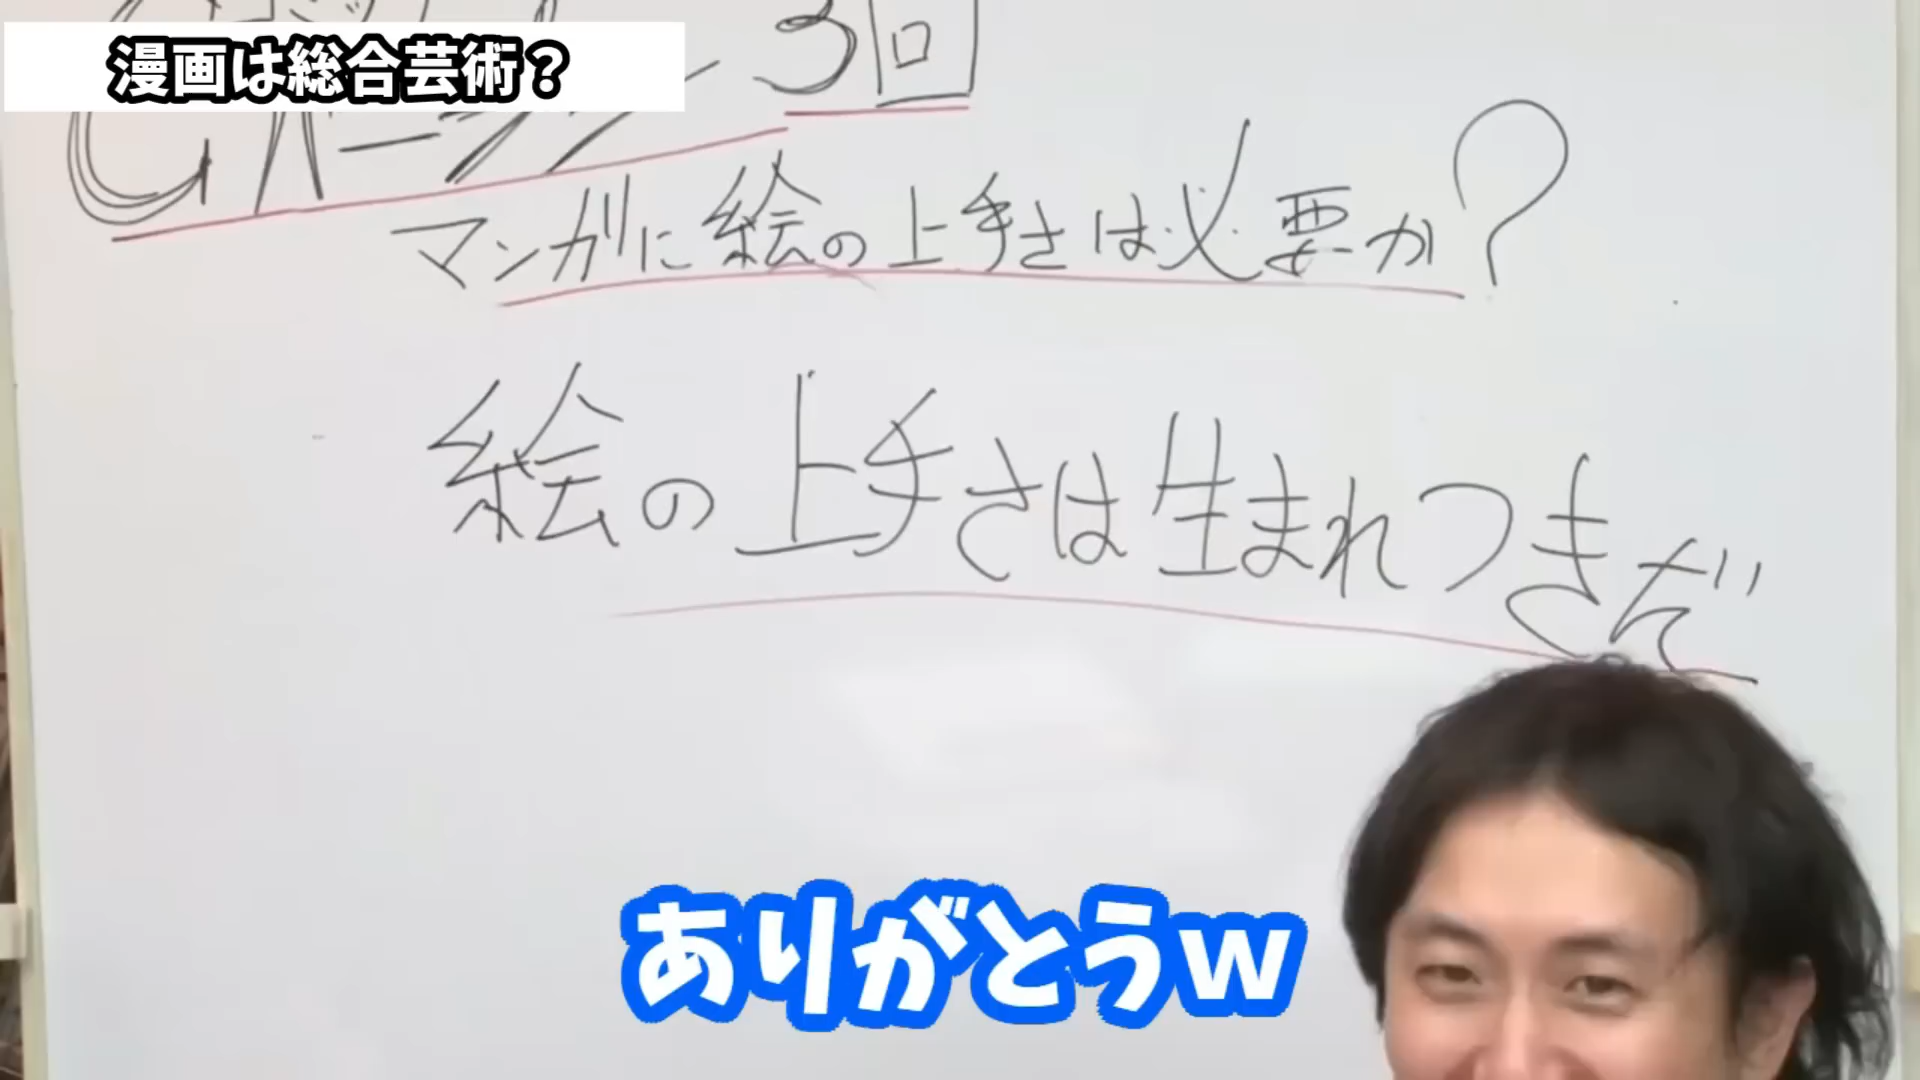 漫画は総合芸術？
3回
マンガに絵の上手さは必要か？
絵の上手さは生まれつきだ
ありがとうw